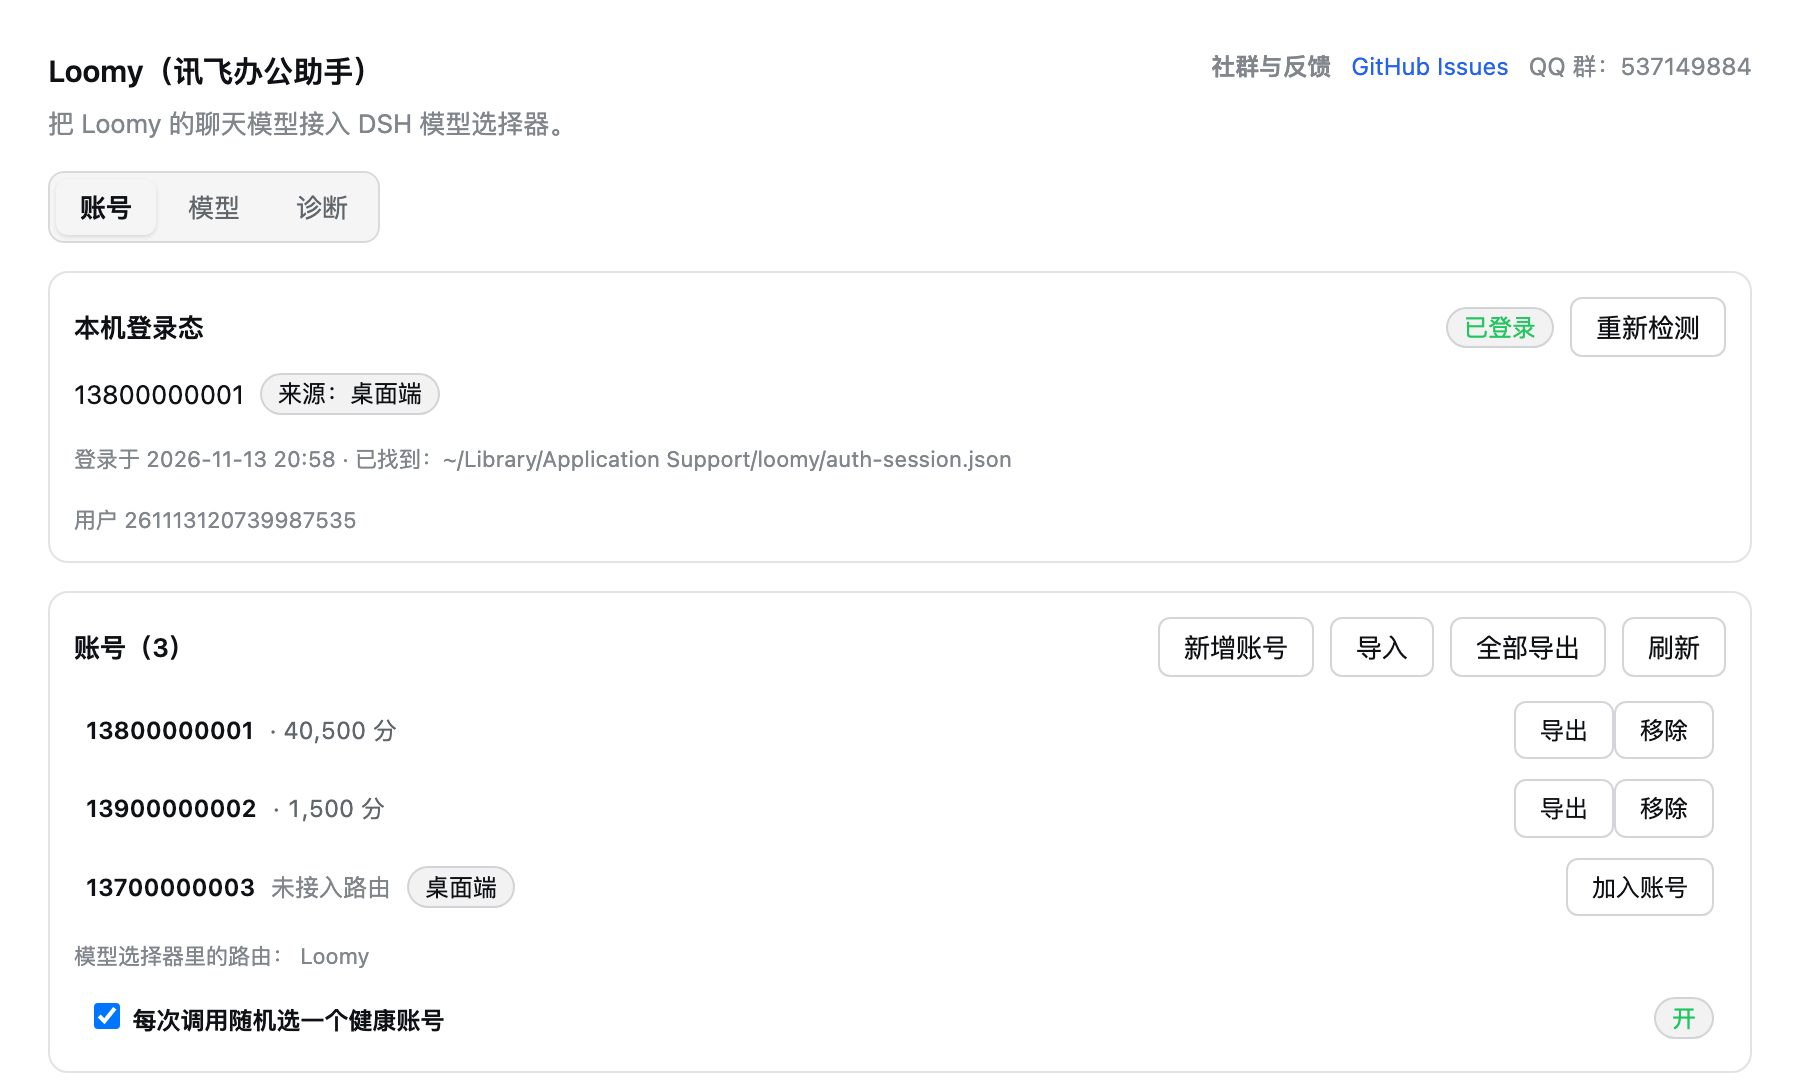 Loomy（讯飞办公助手）
社群与反馈 GitHub Issues QQ 群：537149884
把 Loomy 的聊天模型接入 DSH 模型选择器。
账号 模型 诊断
本机登录态 已登录 重新检测
13800000001 来源：桌面端
登录于 2026-11-13 20:58 · 已找到：~/Library/Application Support/loomy/auth-session.json
用户 261113120739987535
账号（3） 新增账号 导入 全部导出 刷新
13800000001 · 40,500 分 导出 移除
13900000002 · 1,500 分 导出 移除
13700000003 未接入路由 桌面端 加入账号
模型选择器里的路由： Loomy
每次调用随机选一个健康账号 开